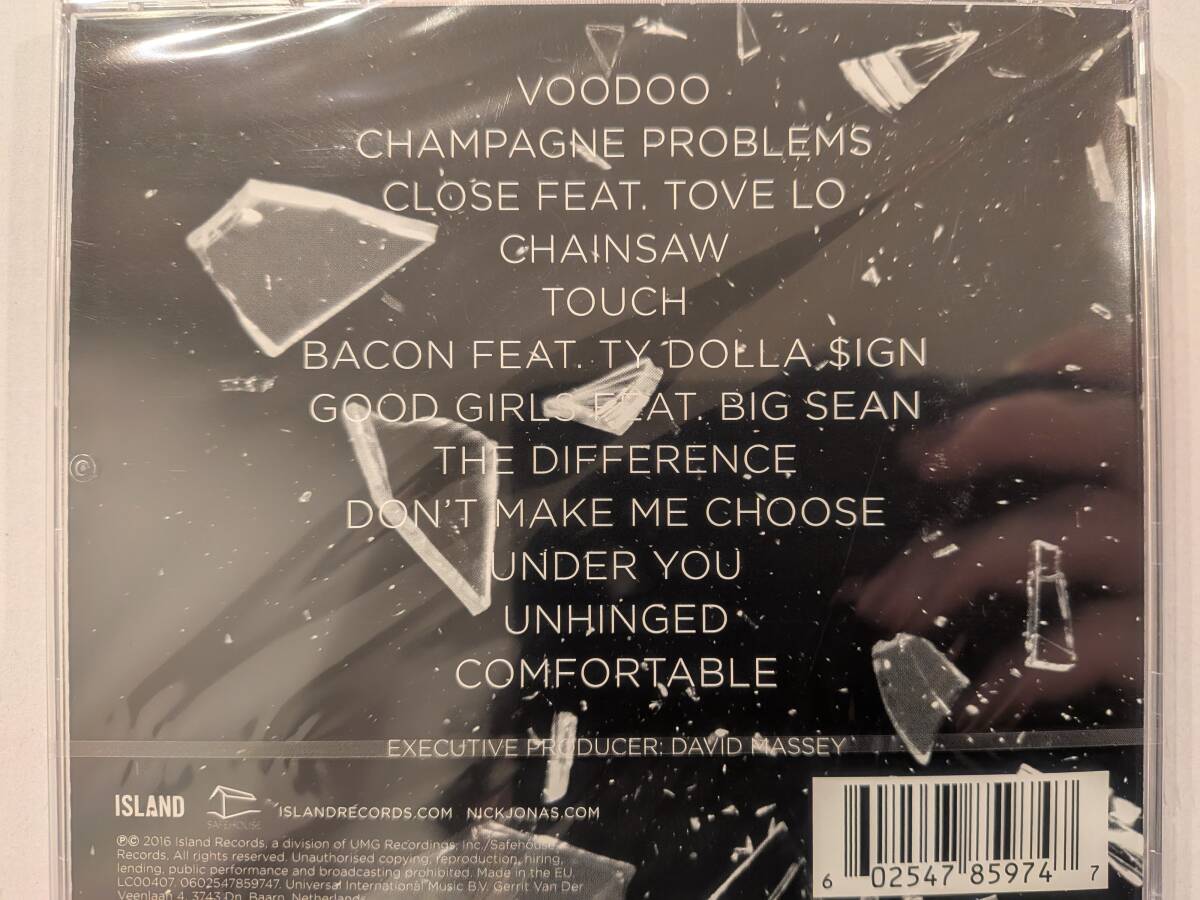 VOODOO
CHAMPAGNE PROBLEMS
CLOSE FEAT. TOVE LO
CHAINSAW
TOUCH
BACON FEAT. TY DOLLA $IGN
GOOD GIRLS FEAT. BIG SEAN
THE DIFFERENCE
DON'T MAKE ME CHOOSE
UNDER YOU
UNHINGED
COMFORTABLE
EXECUTIVE PRODUCER: DAVID MASSEY
ISLAND SAFEHOUSE ISLANDRECORDS.COM NICKJONAS.COM
℗© 2016 Island Records, a division of UMG Recordings, Inc./Safehouse
Records. All rights reserved. Unauthorised copying, reproduction, hiring,
lending, public performance and broadcasting prohibited. Made in the EU.
LC00407. 0602547859747. Universal International Music B.V. Gerrit Van Der
Veenlaan 4, 3743 Dn, Baarn, Netherlands
6 02547 85974 7